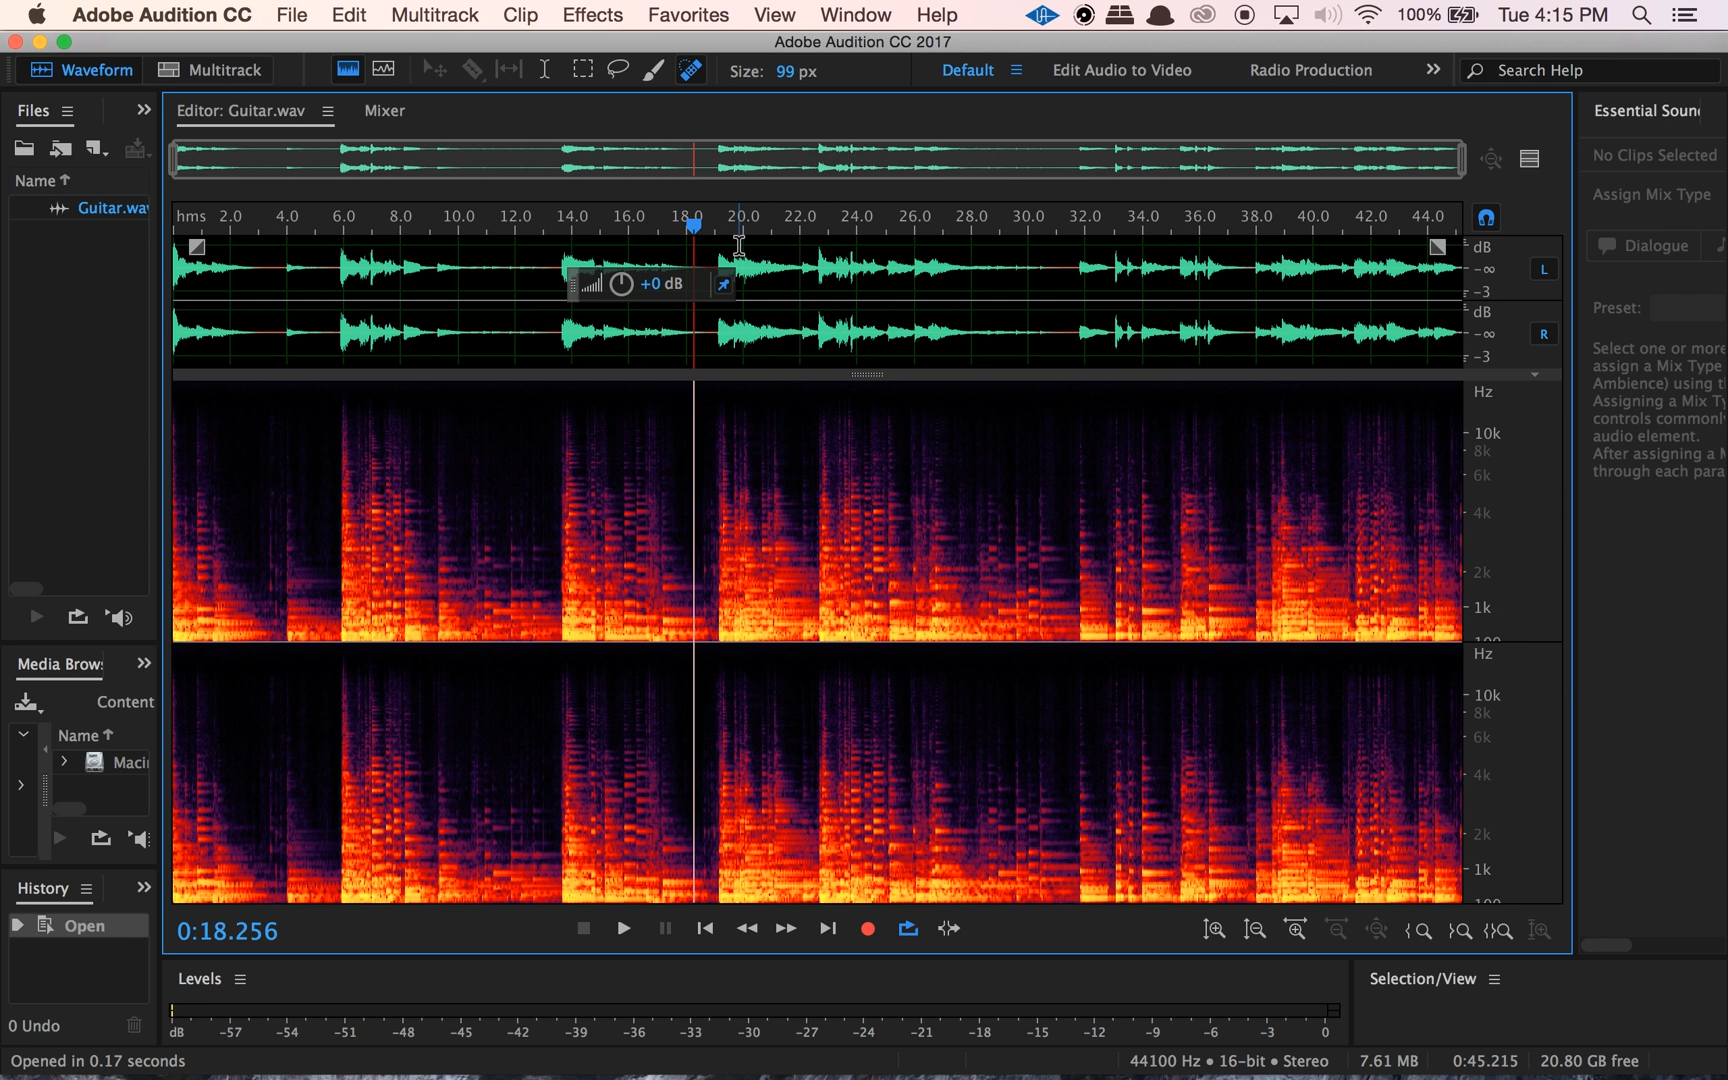 Adobe Audition CC File Edit Multitrack Clip Effects Favorites View Window Help 100% Tue 4:15 PM
Adobe Audition CC 2017
Waveform Multitrack Size: 99 px Default Edit Audio to Video Radio Production Search Help
Files
Editor: Guitar.wav Mixer
Essential Soun
No Clips Selected
Name
Assign Mix Type
Guitar.wav
hms 2.0 4.0 6.0 8.0 10.0 12.0 14.0 16.0 18.0 20.0 22.0 24.0 26.0 28.0 30.0 32.0 34.0 36.0 38.0 40.0 42.0 44.0
dB
Dialogue
-∞
L
+0 dB
-3
dB
Preset:
-∞
R
-3
Select one or more
assign a Mix Type
Ambience) using t
Assigning a Mix Ty
controls commonl
audio element.
After assigning a M
through each para
Hz
10k
8k
6k
4k
2k
1k
Hz
10k
8k
6k
4k
2k
1k
Media Brows
Content
Name
Macin
History
Open
0 Undo
0:18.256
Levels
dB -57 -54 -51 -48 -45 -42 -39 -36 -33 -30 -27 -24 -21 -18 -15 -12 -9 -6 -3 0
Selection/View
Opened in 0.17 seconds
44100 Hz • 16-bit • Stereo 7.61 MB 0:45.215 20.80 GB free